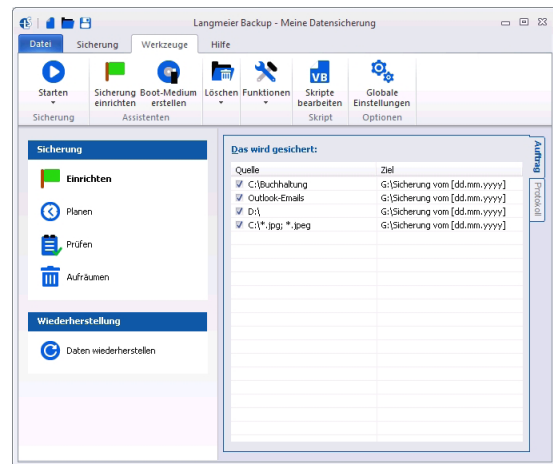 Langmeier Backup - Meine Datensicherung
Datei Sicherung Werkzeuge Hilfe
Starten Sicherung einrichten Boot-Medium erstellen Löschen Funktionen Skripte bearbeiten Globale Einstellungen
VB
Sicherung Assistenten Skript Optionen
Sicherung
Einrichten
Planen
Prüfen
Aufräumen
Wiederherstellung
Daten wiederherstellen
Das wird gesichert:
Quelle Ziel
C:\Buchhaltung G:\Sicherung vom [dd.mm.yyyy]
Outlook-Emails G:\Sicherung vom [dd.mm.yyyy]
D:\ G:\Sicherung vom [dd.mm.yyyy]
C:\*.jpg; *.jpeg G:\Sicherung vom [dd.mm.yyyy]
Auftrag
Protokoll